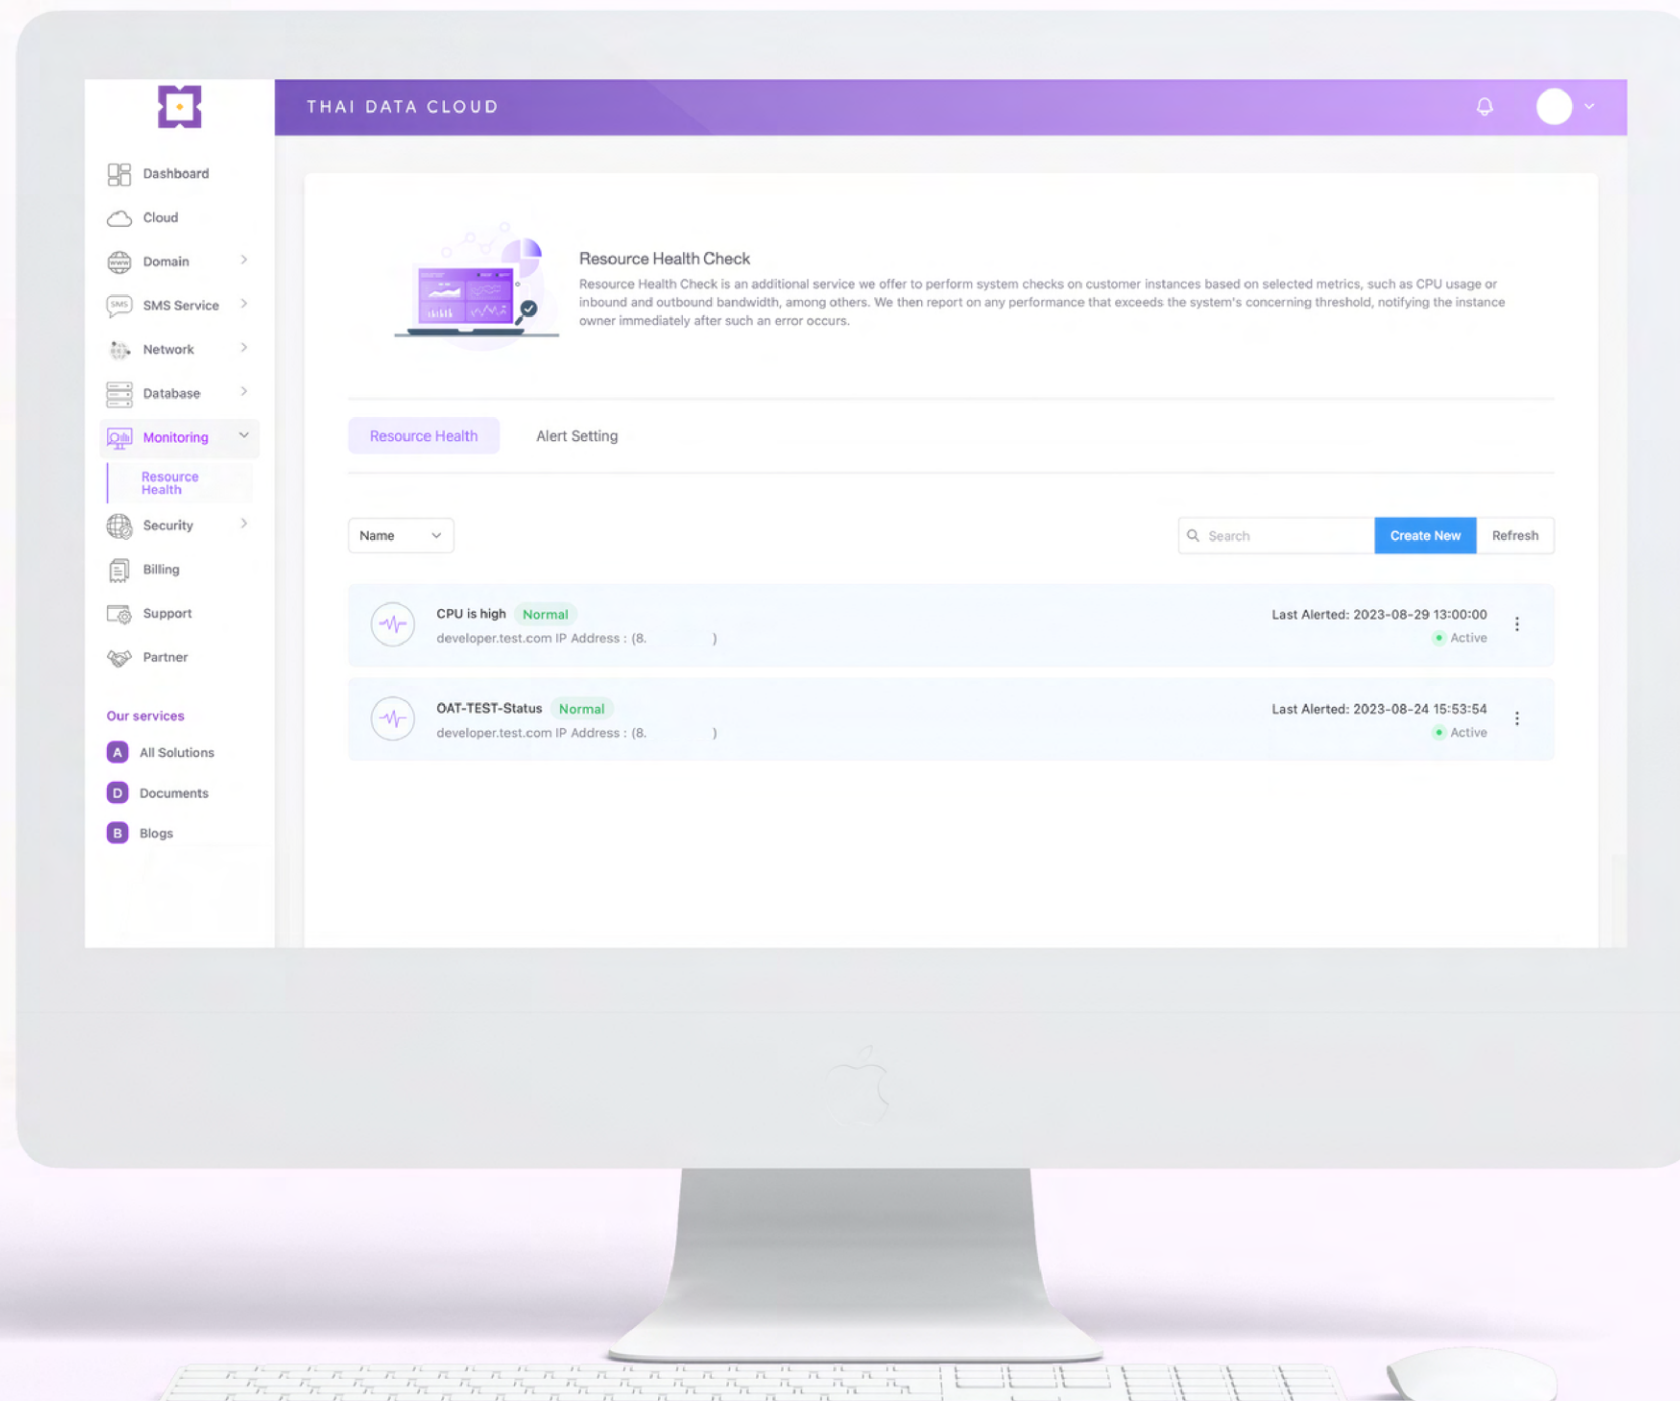 THAI DATA CLOUD
Dashboard
Cloud
Domain
SMS Service
Network
Database
Monitoring
Resource
Health
Security
Billing
Support
Partner
Our services
A All Solutions
D Documents
B Blogs
Resource Health Check
Resource Health Check is an additional service we offer to perform system checks on customer instances based on selected metrics, such as CPU usage or
inbound and outbound bandwidth, among others. We then report on any performance that exceeds the system's concerning threshold, notifying the instance
owner immediately after such an error occurs.
Resource Health Alert Setting
Name Search Create New Refresh
CPU is high Normal Last Alerted: 2023-08-29 13:00:00
developer.test.com IP Address : (8. ) Active
OAT-TEST-Status Normal Last Alerted: 2023-08-24 15:53:54
developer.test.com IP Address : (8. ) Active